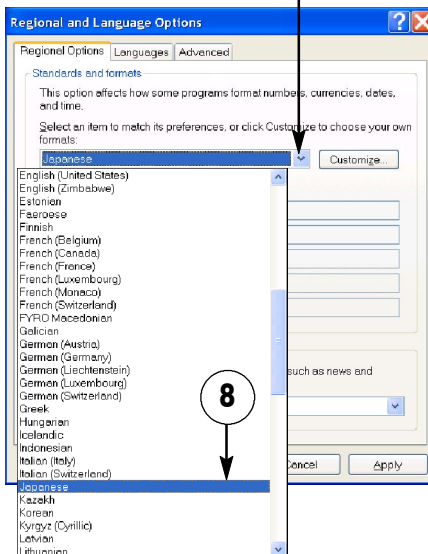 Regional and Language Options
Regional Options Languages Advanced
Standards and formats
This option affects how some programs format numbers, currencies, dates,
and time.
Select an item to match its preferences, or click Customize to choose your own
formats:
Japanese Customize...
English (United States)
English (Zimbabwe)
Estonian
Faeroese
Finnish
French (Belgium)
French (Canada)
French (France)
French (Luxembourg)
French (Monaco)
French (Switzerland)
FYRO Macedonian
Galician
German (Austria)
German (Germany)
German (Liechtenstein)
such as news and
German (Luxembourg)
German (Switzerland)
8
Greek
Hungarian
Icelandic
Indonesian
Italian (Italy)
Cancel Apply
Italian (Switzerland)
Japanese
Kazakh
Korean
Kyrgyz (Cyrillic)
Latvian
Lithuanian